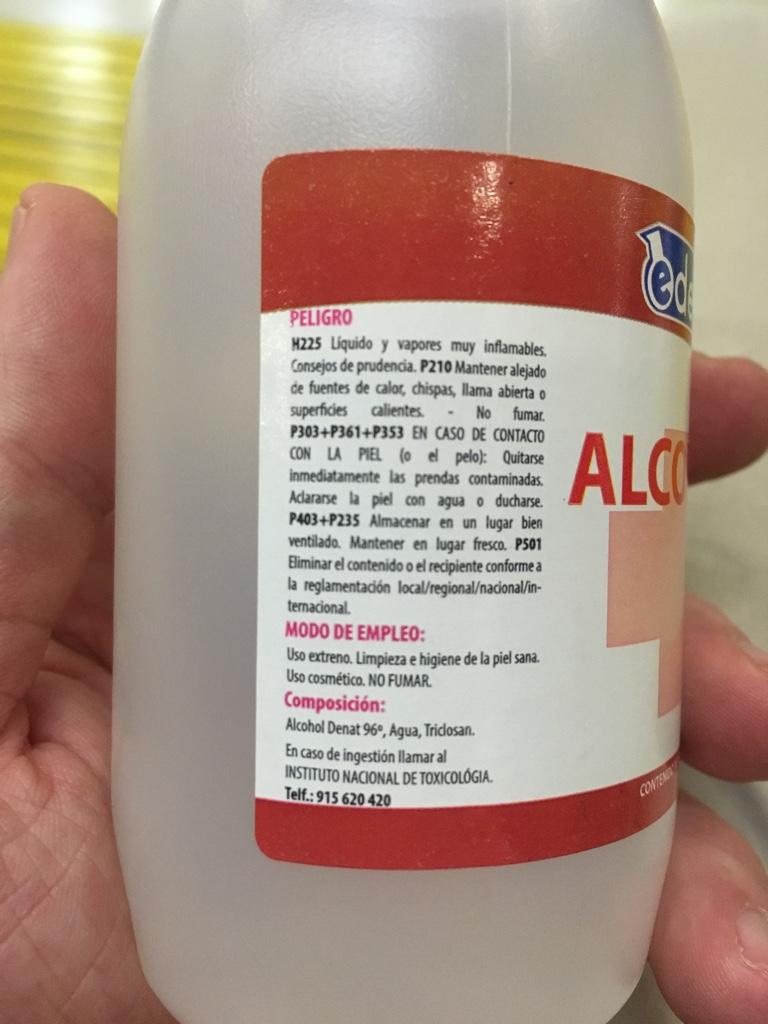 ede
PELIGRO
H225 Líquido y vapores muy inflamables.
Consejos de prudencia. P210 Mantener alejado
de fuentes de calor, chispas, llama abierta o
superficies calientes. - No fumar.
P303+P361+P353 EN CASO DE CONTACTO
CON LA PIEL (o el pelo): Quitarse
inmediatamente las prendas contaminadas.
Aclararse la piel con agua o ducharse.
P403+P235 Almacenar en un lugar bien
ventilado. Mantener en lugar fresco. P501
Eliminar el contenido o el recipiente conforme a
la reglamentación local/regional/nacional/in-
ternacional.
MODO DE EMPLEO:
Uso extreno. Limpieza e higiene de la piel sana.
Uso cosmético. NO FUMAR.
Composición:
Alcohol Denat 96º, Agua, Triclosan.
En caso de ingestión llamar al
INSTITUTO NACIONAL DE TOXICOLÓGIA.
Telf.: 915 620 420
ALCO